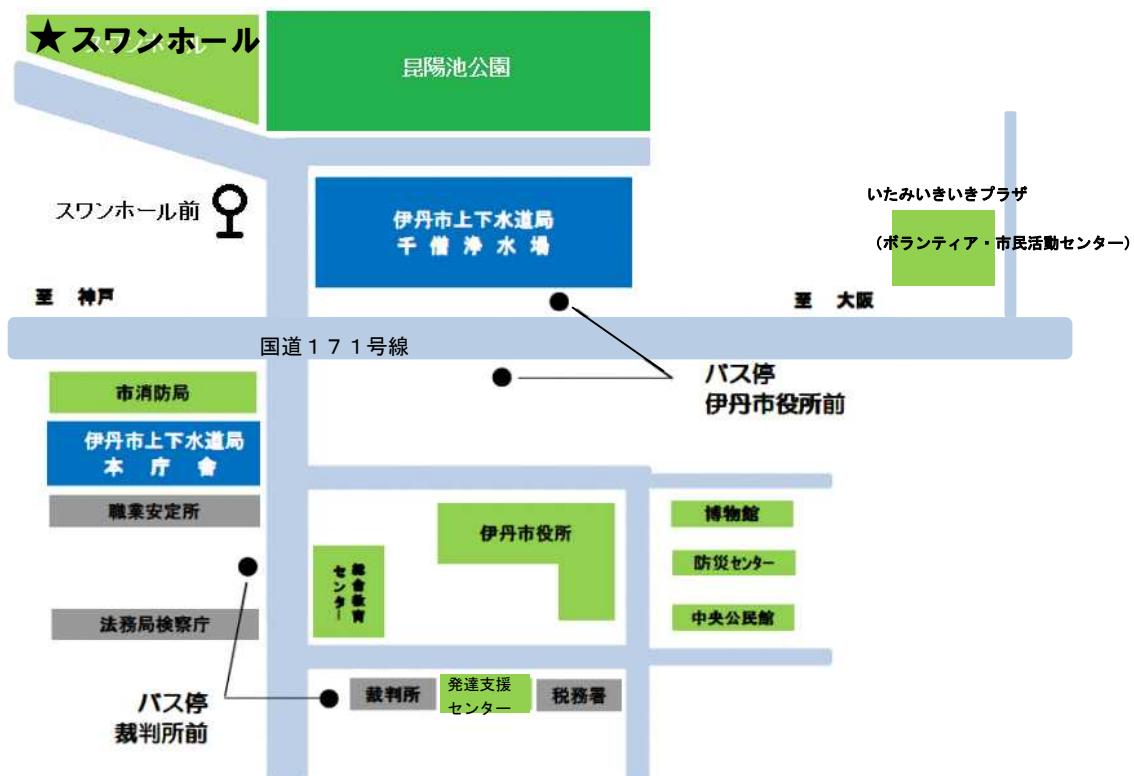 ★スワンホール
スワンホール
昆陽池公園
スワンホール前
伊丹市上下水道局
千僧浄水場
いたみいきいきプラザ
（ボランティア・市民活動センター）
至　神戸
至　大阪
国道１７１号線
バス停
伊丹市役所前
市消防局
伊丹市上下水道局
本庁舎
職業安定所
伊丹市役所
博物館
防災センター
中央公民館
総合教育
センター
法務局検察庁
裁判所
発達支援
センター
税務署
バス停
裁判所前